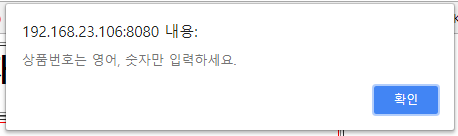 192.168.23.106:8080 내용:
상품번호는 영어, 숫자만 입력하세요.
확인